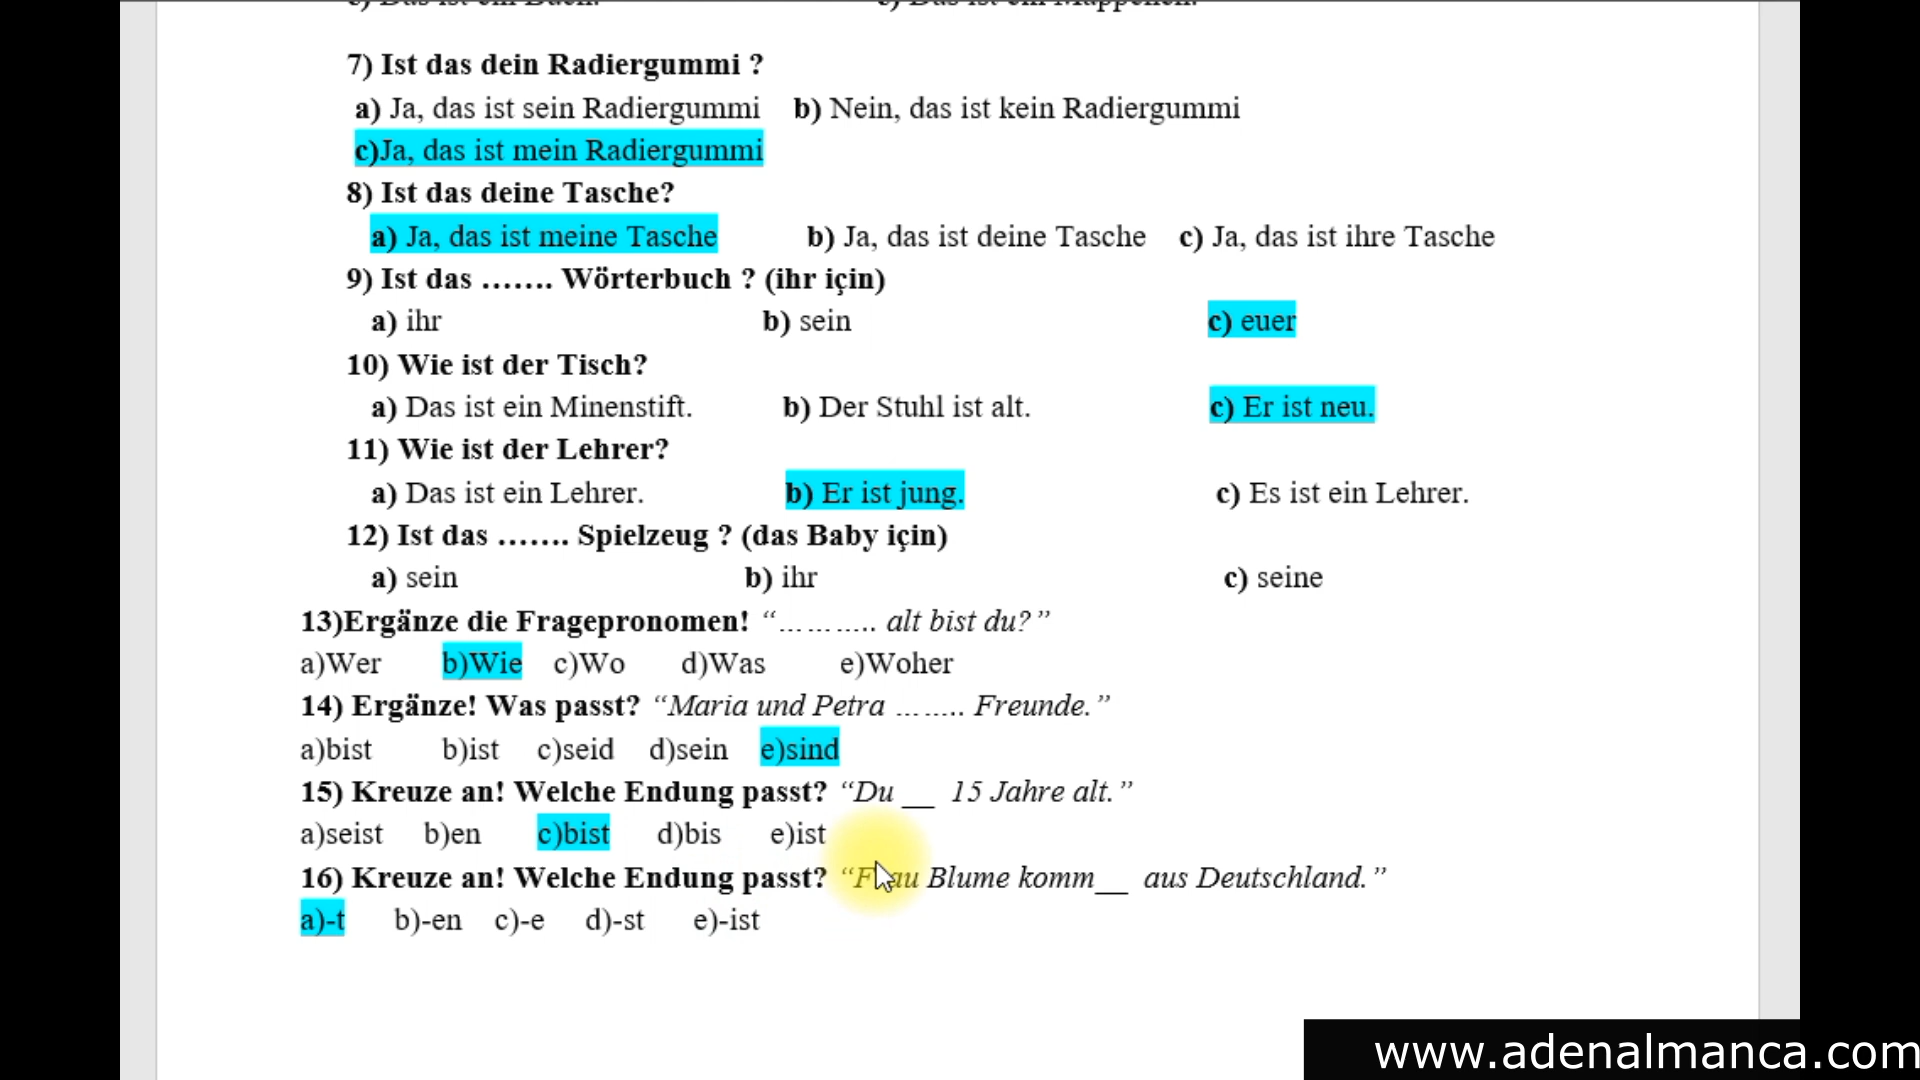 7) Ist das dein Radiergummi ?
a) Ja, das ist sein Radiergummi b) Nein, das ist kein Radiergummi
c)Ja, das ist mein Radiergummi
8) Ist das deine Tasche?
a) Ja, das ist meine Tasche b) Ja, das ist deine Tasche c) Ja, das ist ihre Tasche
9) Ist das ……. Wörterbuch ? (ihr için)
a) ihr b) sein c) euer
10) Wie ist der Tisch?
a) Das ist ein Minenstift. b) Der Stuhl ist alt. c) Er ist neu.
11) Wie ist der Lehrer?
a) Das ist ein Lehrer. b) Er ist jung. c) Es ist ein Lehrer.
12) Ist das ……. Spielzeug ? (das Baby için)
a) sein b) ihr c) seine
13)Ergänze die Fragepronomen! “……….. alt bist du?”
a)Wer b)Wie c)Wo d)Was e)Woher
14) Ergänze! Was passt? “Maria und Petra …….. Freunde.”
a)bist b)ist c)seid d)sein e)sind
15) Kreuze an! Welche Endung passt? “Du __ 15 Jahre alt.”
a)seist b)en c)bist d)bis e)ist
16) Kreuze an! Welche Endung passt? “Frau Blume komm__ aus Deutschland.”
a)-t b)-en c)-e d)-st e)-ist
www.adenalmanca.com